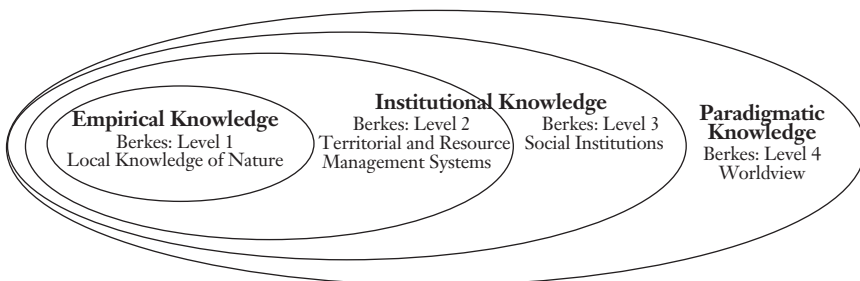 Empirical Knowledge
Berkes: Level 1
Local Knowledge of Nature
Institutional Knowledge
Berkes: Level 2
Territorial and Resource
Management Systems
Berkes: Level 3
Social Institutions
Paradigmatic
Knowledge
Berkes: Level 4
Worldview